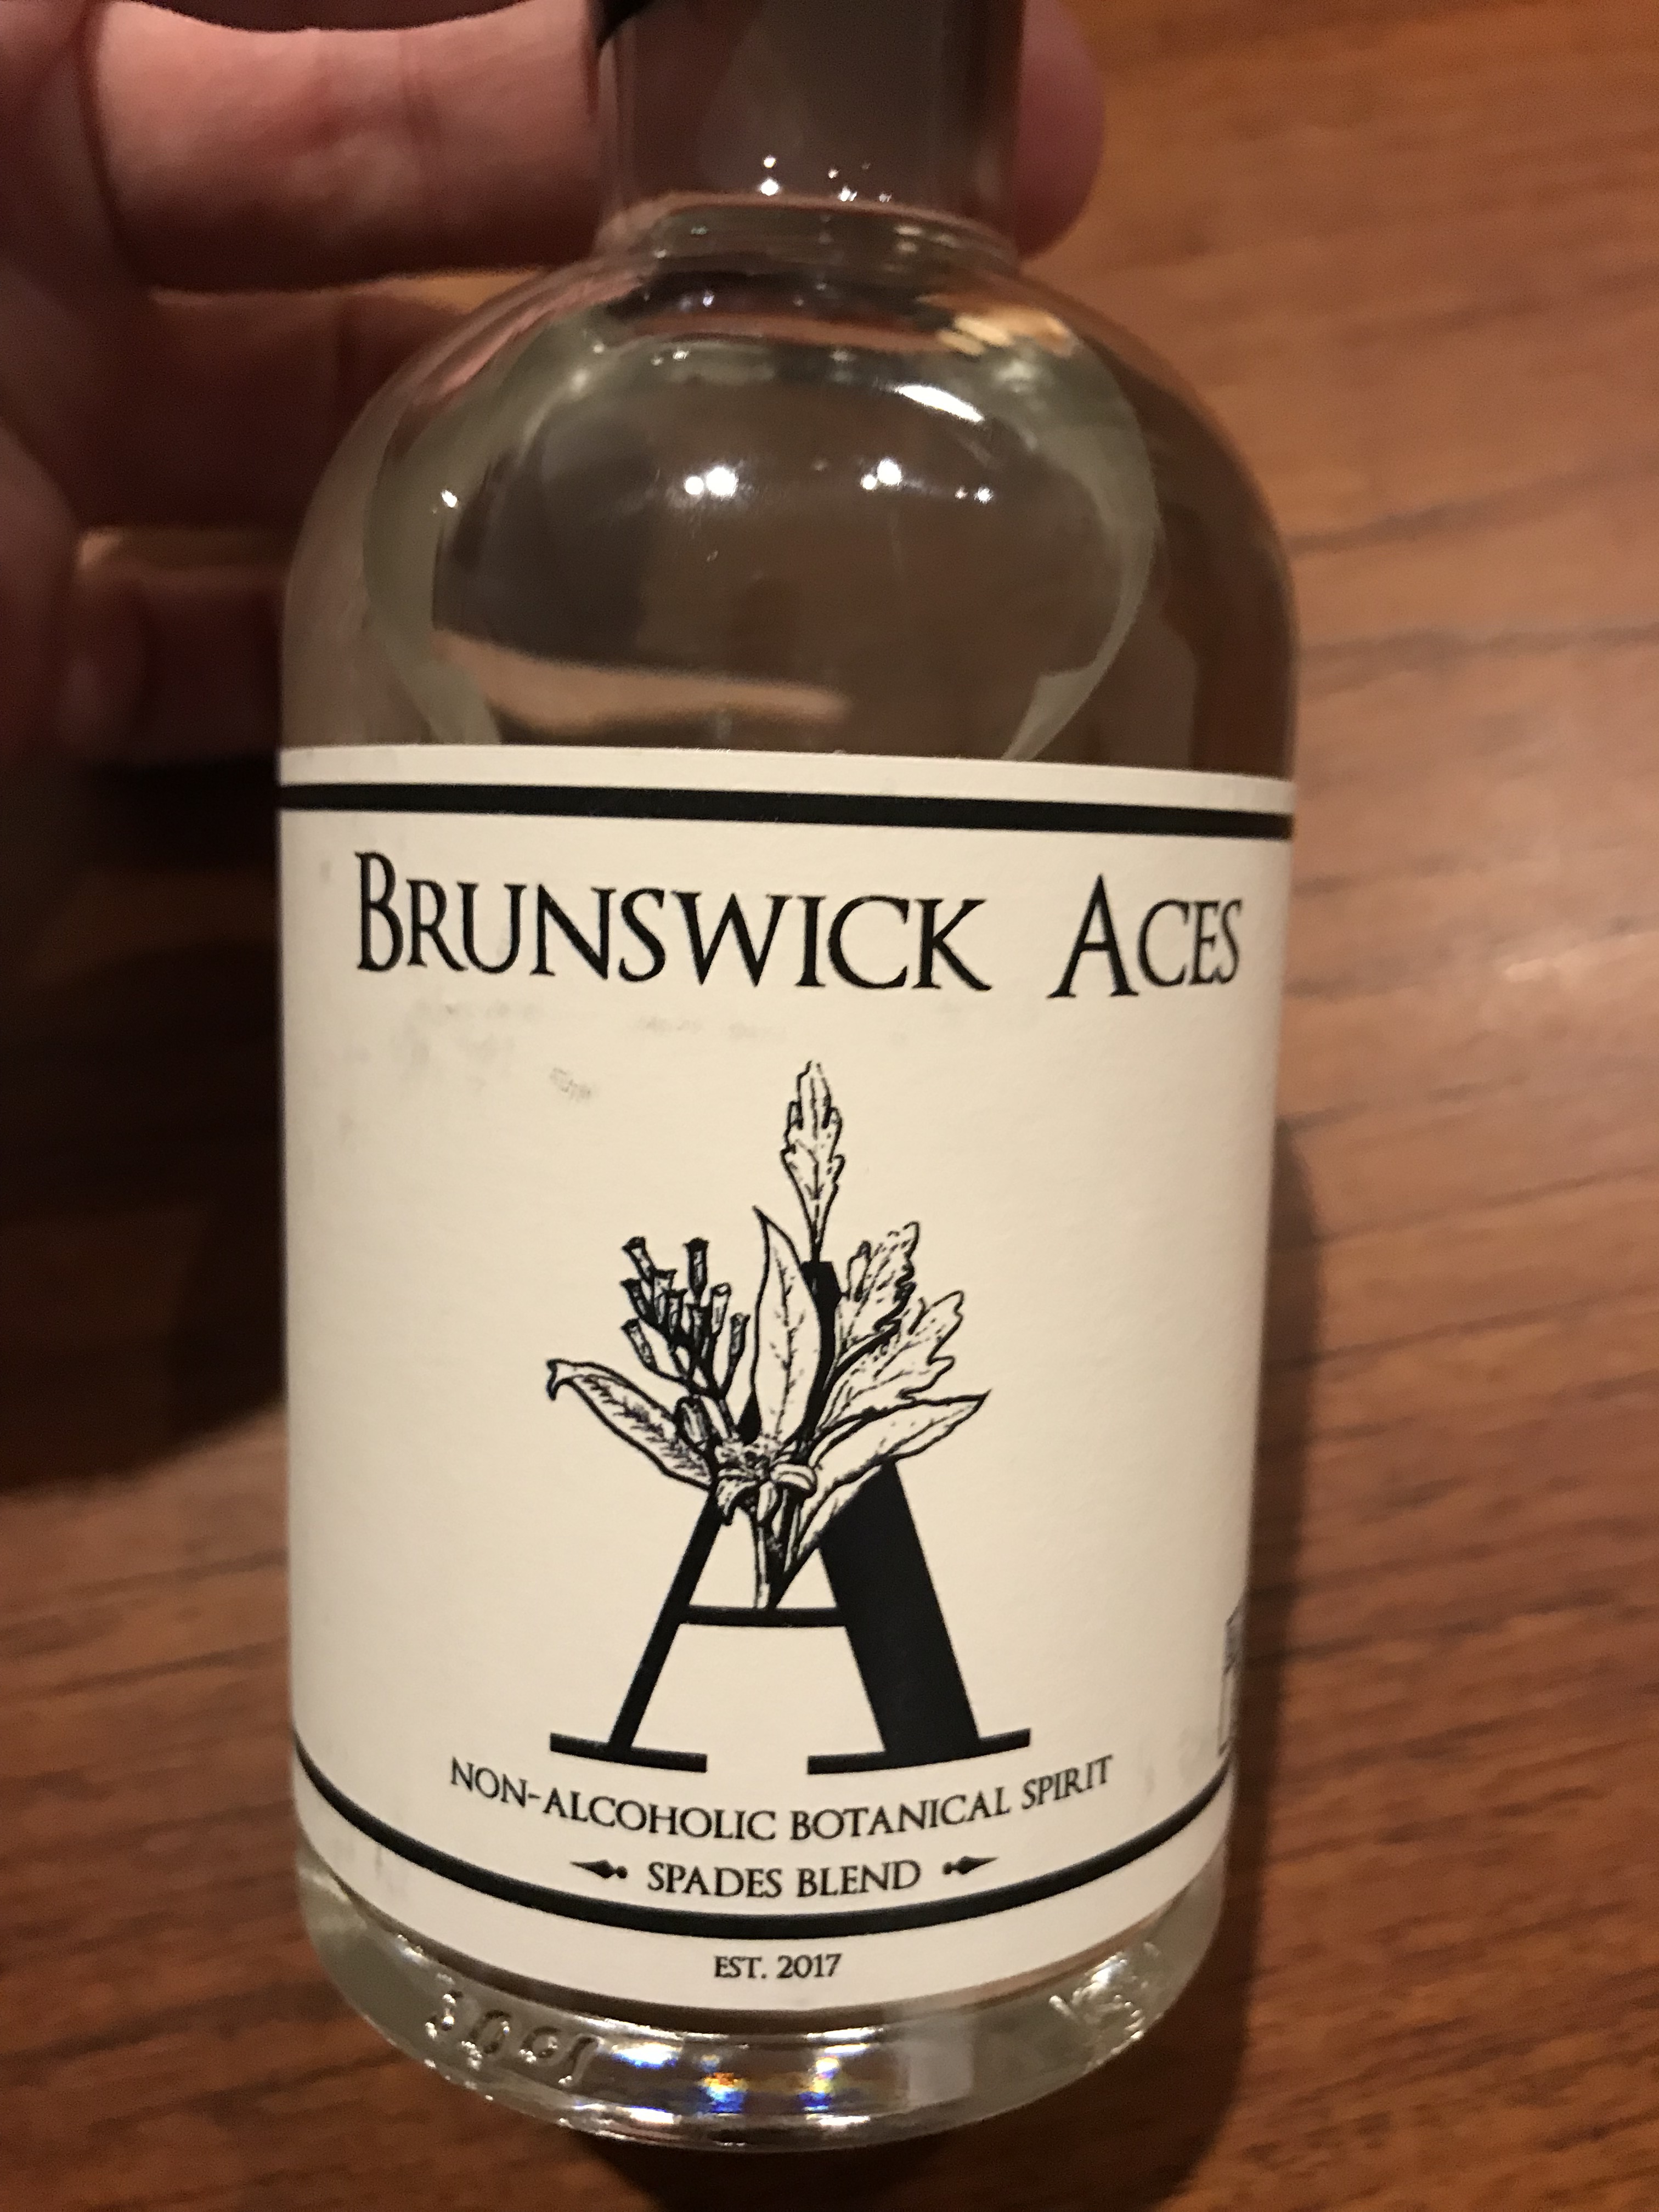 BRUNSWICK ACES
A
NON-ALCOHOLIC BOTANICAL SPIRIT
SPADES BLEND
EST. 2017